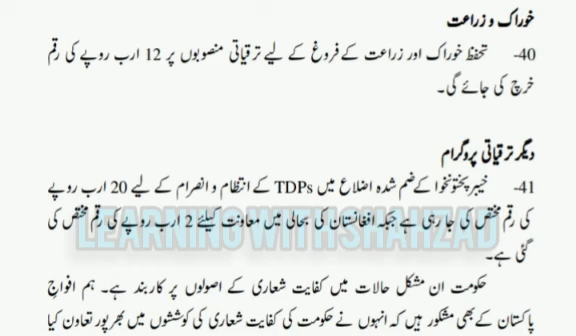 خوراک و زراعت
40- تحفظ خوراک اور زراعت کے فروغ کے لیے ترقیاتی منصوبوں پر 12 ارب روپے کی رقم
خرچ کی جائے گی۔
دیگر ترقیاتی پروگرام
41- خیبر پختونخوا کے ضم شدہ اضلاع میں TDPs کے انتظام و انصرام کے لیے 20 ارب روپے
کی رقم مختص کی جا رہی ہے جبکہ افغانستان کی بحالی میں معاونت کیلئے 2 ارب روپے کی رقم مختص کی
گئی ہے۔
LEARNING WITH SHAHZAD
حکومت ان مشکل حالات میں کفایت شعاری کے اصولوں پر کاربند ہے۔ ہم افواجِ
پاکستان کے بھی مشکور ہیں کہ انہوں نے حکومت کی کفایت شعاری کی کوششوں میں بھرپور تعاون کیا